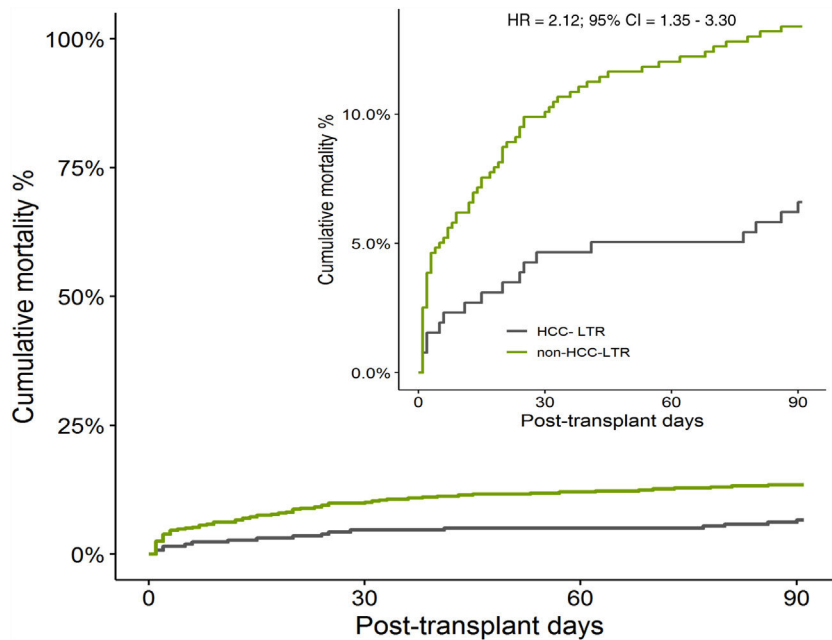 HR = 2.12; 95% CI = 1.35 - 3.30
Cumulative mortality %
10.0%
5.0%
0.0%
HCC- LTR
non-HCC-LTR
0
30
60
90
Post-transplant days
Cumulative mortality %
100%
75%
50%
25%
0%
0
30
60
90
Post-transplant days